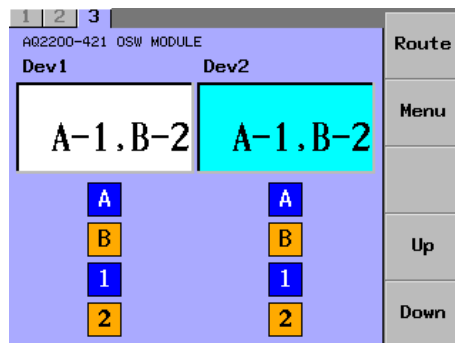 1 2 3
AQ2200-421 OSW MODULE
Dev1 Dev2
A-1,B-2 A-1,B-2
A A
B B
1 1
2 2
Route
Menu
Up
Down